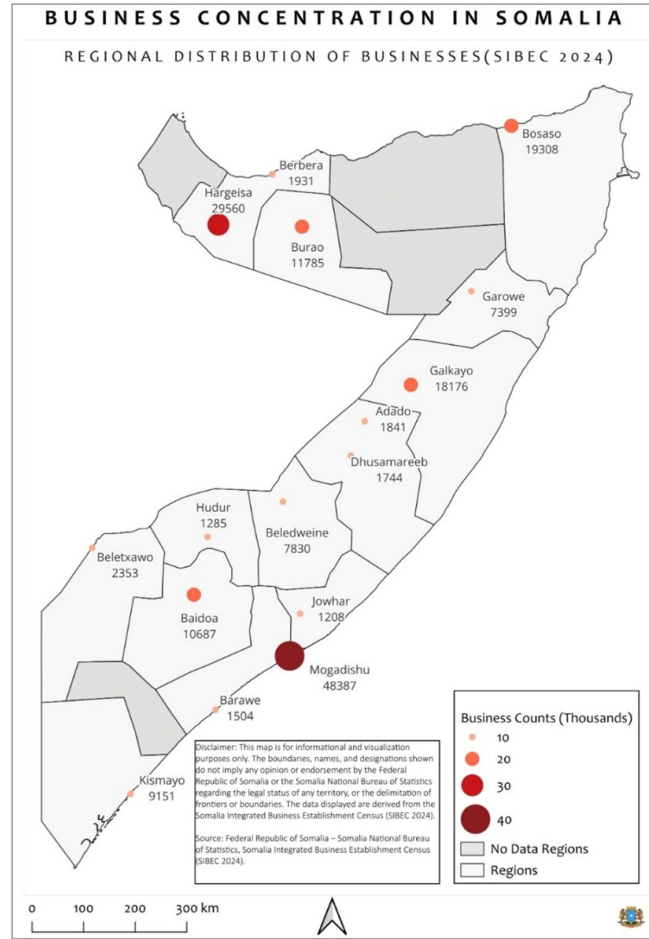 BUSINESS CONCENTRATION IN SOMALIA
REGIONAL DISTRIBUTION OF BUSINESSES(SIBEC 2024)
Bosaso
19308
Berbera
1931
Hargeisa
29560
Burao
11785
Garowe
7399
Galkayo
18176
Adado
1841
Dhusamareeb
1744
Hudur
1285
Beledweine
7830
Beletxawo
2353
Baidoa
10687
Jowhar
1208
Mogadishu
48387
Barawe
1504
Kismayo
9151
Disclaimer: This map is for informational and visualization
purposes only. The boundaries, names, and designations shown
do not imply any opinion or endorsement by the Federal
Republic of Somalia or the Somalia National Bureau of Statistics
regarding the legal status of any territory, or the delimitation of
frontiers or boundaries. The data displayed are derived from the
Somalia Integrated Business Establishment Census (SIBEC 2024).
Source: Federal Republic of Somalia – Somalia National Bureau
of Statistics, Somalia Integrated Business Establishment Census
(SIBEC 2024).
Business Counts (Thousands)
10
20
30
40
No Data Regions
Regions
0 100 200 300 km